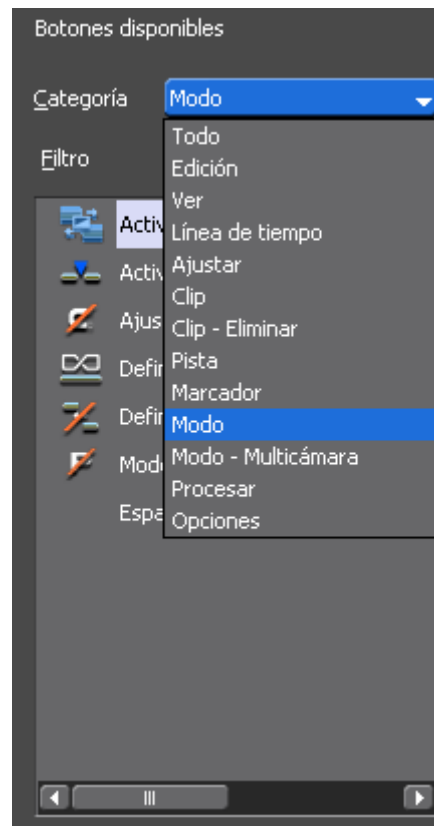 Botones disponibles
Categoría Modo
Todo
Filtro
Edición
Ver
Línea de tiempo
Ajustar
Clip
Clip - Eliminar
Pista
Marcador
Modo
Modo - Multicámara
Procesar
Opciones